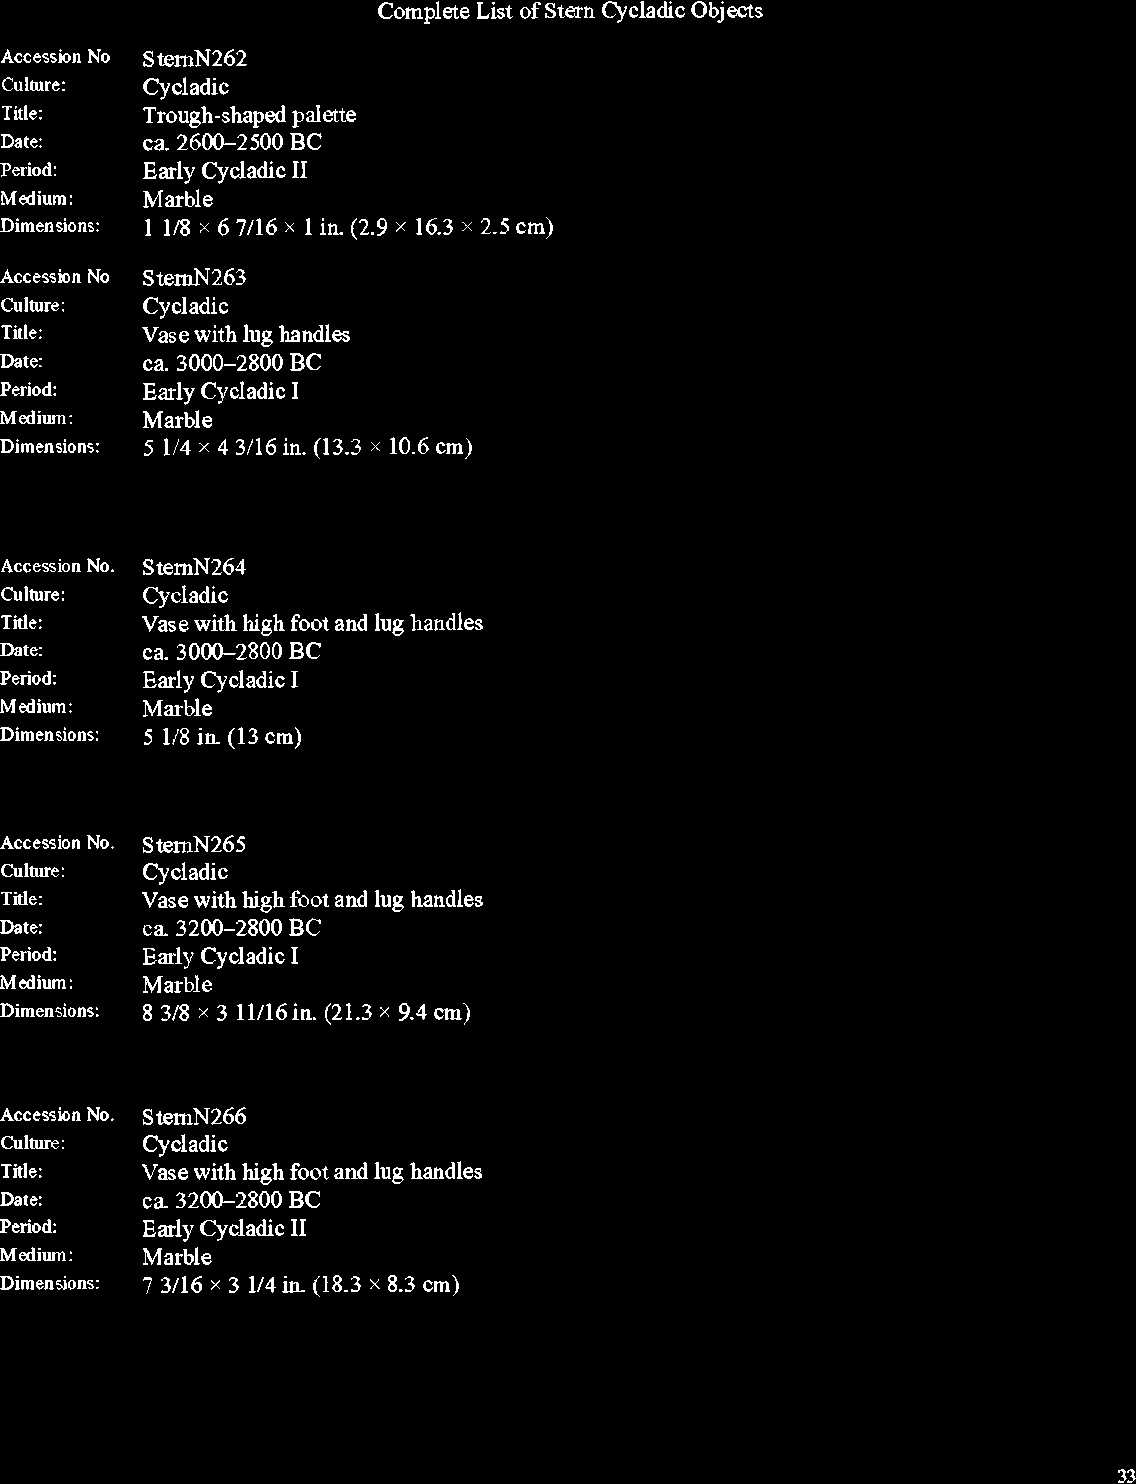 Complete List of Stern Cycladic Objects
Accession No SternN262
Culture: Cycladic
Title: Trough-shaped palette
Date: ca. 2600–2500 BC
Period: Early Cycladic II
Medium: Marble
Dimensions: 1 1/8 × 6 7/16 × 1 in. (2.9 × 16.3 × 2.5 cm)
Accession No SternN263
Culture: Cycladic
Title: Vase with lug handles
Date: ca. 3000–2800 BC
Period: Early Cycladic I
Medium: Marble
Dimensions: 5 1/4 × 4 3/16 in. (13.3 × 10.6 cm)
Accession No. SternN264
Culture: Cycladic
Title: Vase with high foot and lug handles
Date: ca. 3000–2800 BC
Period: Early Cycladic I
Medium: Marble
Dimensions: 5 1/8 in. (13 cm)
Accession No. SternN265
Culture: Cycladic
Title: Vase with high foot and lug handles
Date: ca. 3200–2800 BC
Period: Early Cycladic I
Medium: Marble
Dimensions: 8 3/8 × 3 11/16 in. (21.3 × 9.4 cm)
Accession No. SternN266
Culture: Cycladic
Title: Vase with high foot and lug handles
Date: ca. 3200–2800 BC
Period: Early Cycladic II
Medium: Marble
Dimensions: 7 3/16 × 3 1/4 in. (18.3 × 8.3 cm)
33